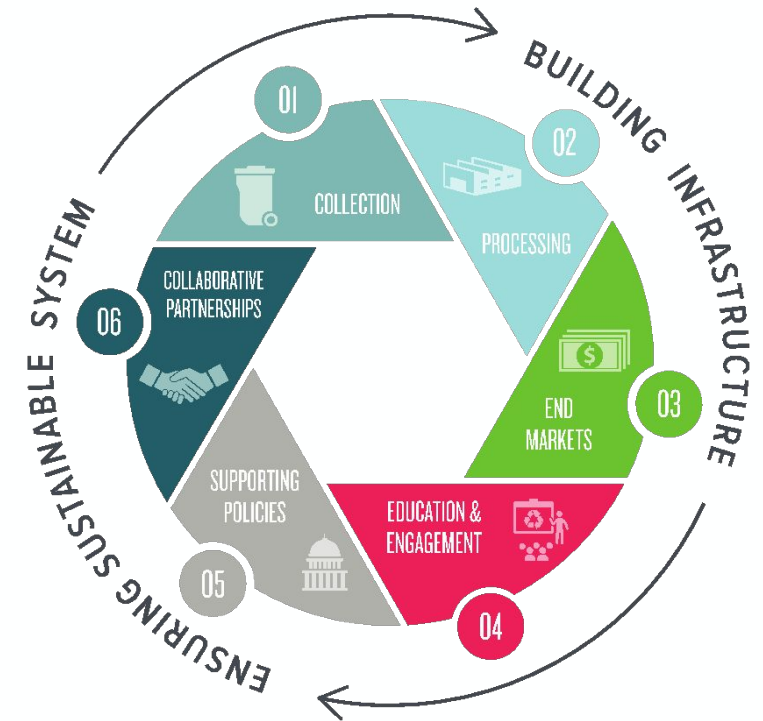 BUILDING INFRASTRUCTURE
01
COLLECTION
02
PROCESSING
03
$
END
MARKETS
04
EDUCATION &
ENGAGEMENT
05
SUPPORTING
POLICIES
06
COLLABORATIVE
PARTNERSHIPS
ENSURING SUSTAINABLE SYSTEM